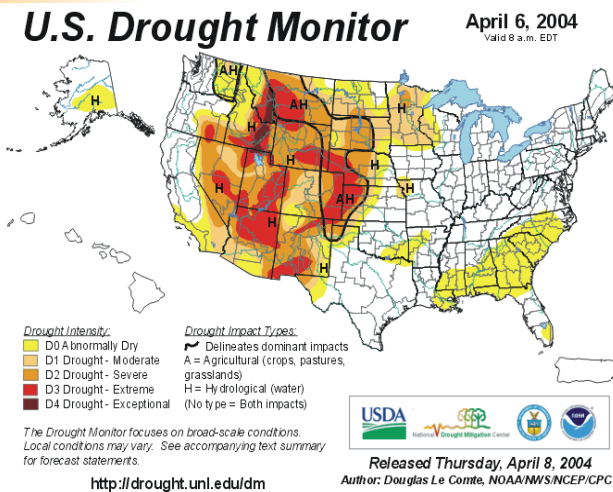 U.S. Drought Monitor
April 6, 2004
Valid 8 a.m. EDT
H
AH
AH
H
H
H
H
AH
H
H
H
H
Drought Intensity:
D0 Abnormally Dry
D1 Drought - Moderate
D2 Drought - Severe
D3 Drought - Extreme
D4 Drought - Exceptional
Drought Impact Types:
Delineates dominant impacts
A = Agricultural (crops, pastures,
grasslands)
H = Hydrological (water)
(No type = Both impacts)
The Drought Monitor focuses on broad-scale conditions.
Local conditions may vary. See accompanying text summary
for forecast statements.
http://drought.unl.edu/dm
USDA
National Drought Mitigation Center
Released Thursday, April 8, 2004
Author: Douglas Le Comte, NOAA/NWS/NCEP/CPC